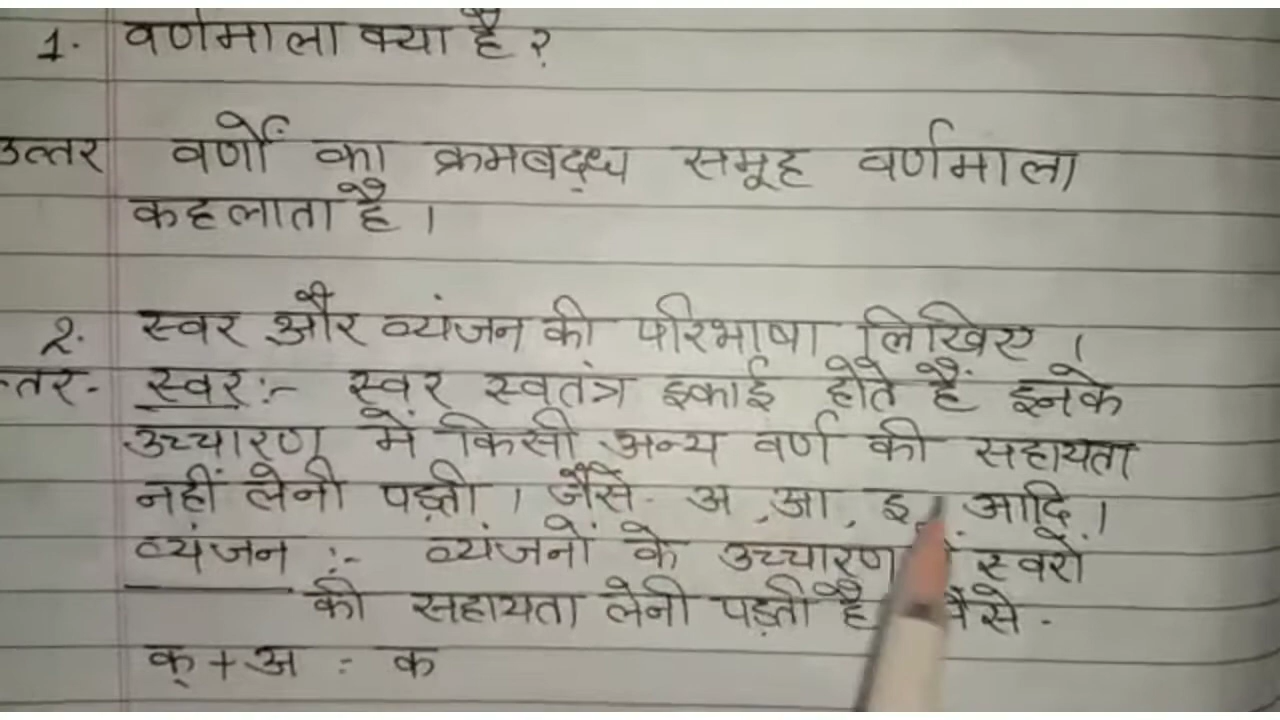 1. वर्णमाला क्या है ?
उत्तर वर्णों का क्रमबद्ध समूह वर्णमाला
कहलाता है ।
2. स्वर और व्यंजन की परिभाषा लिखिए ।
त्तर- स्वर :- स्वर स्वतंत्र इकाई होते हैं इनके
उच्चारण में किसी अन्य वर्ण की सहायता
नहीं लेनी पड़ती । जैसे- अ, आ, इ, आदि ।
व्यंजन :- व्यंजनों के उच्चारण स्वरों
की सहायता लेनी पड़ती है
क् + अ = क